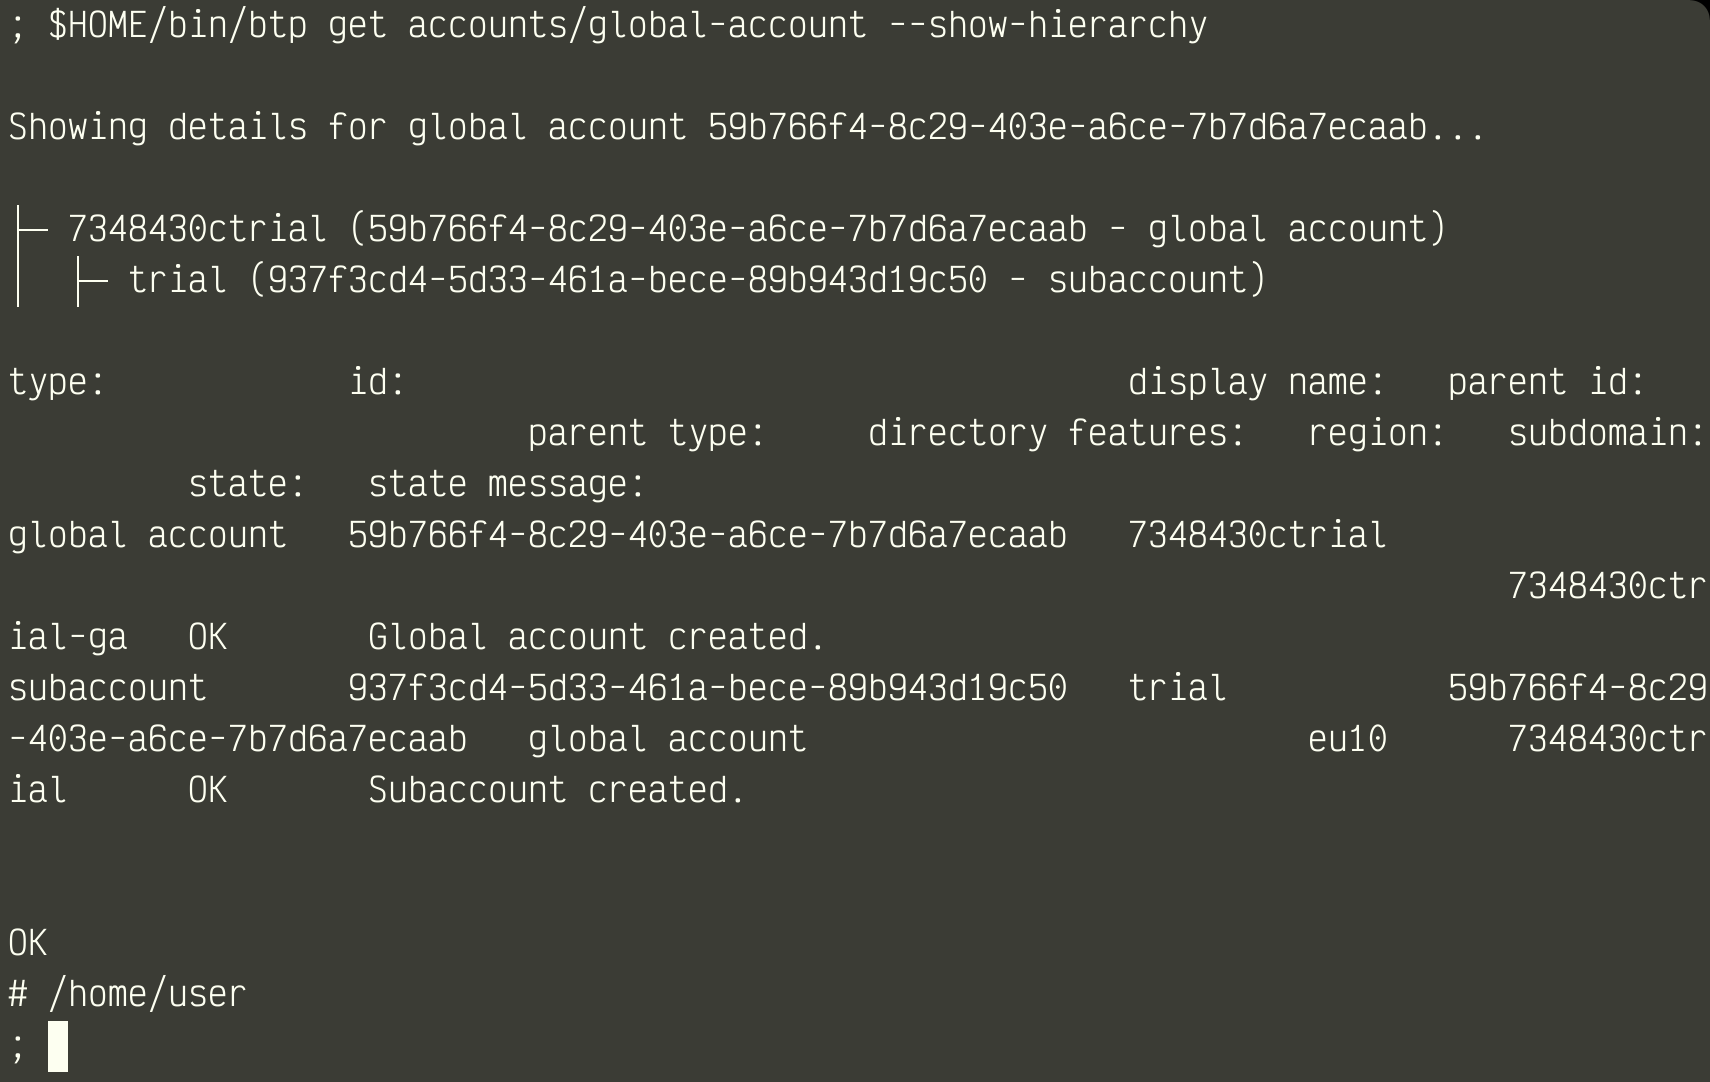 ; $HOME/bin/btp get accounts/global-account --show-hierarchy
Showing details for global account 59b766f4-8c29-403e-a6ce-7b7d6a7ecaab...
├─ 7348430ctrial (59b766f4-8c29-403e-a6ce-7b7d6a7ecaab - global account)
│  ├─ trial (937f3cd4-5d33-461a-bece-89b943d19c50 - subaccount)
type:            id:                                    display name:   parent id:
                          parent type:     directory features:   region:   subdomain:
         state:   state message:
global account   59b766f4-8c29-403e-a6ce-7b7d6a7ecaab   7348430ctrial
                                                                           7348430ctr
ial-ga   OK       Global account created.
subaccount       937f3cd4-5d33-461a-bece-89b943d19c50   trial           59b766f4-8c29
-403e-a6ce-7b7d6a7ecaab   global account                         eu10      7348430ctr
ial      OK       Subaccount created.
OK
# /home/user
;